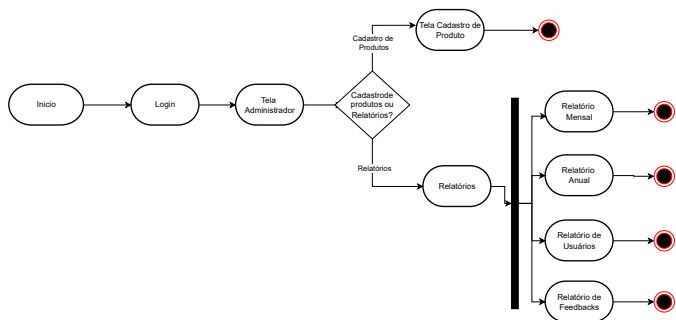 Inicio
Login
Tela
Administrador
Cadastrode
produtos ou
Relatórios?
Cadastro de
Produtos
Tela Cadastro de
Produto
Relatórios
Relatórios
Relatório
Mensal
Relatório
Anual
Relatório de
Usuários
Relatório de
Feedbacks